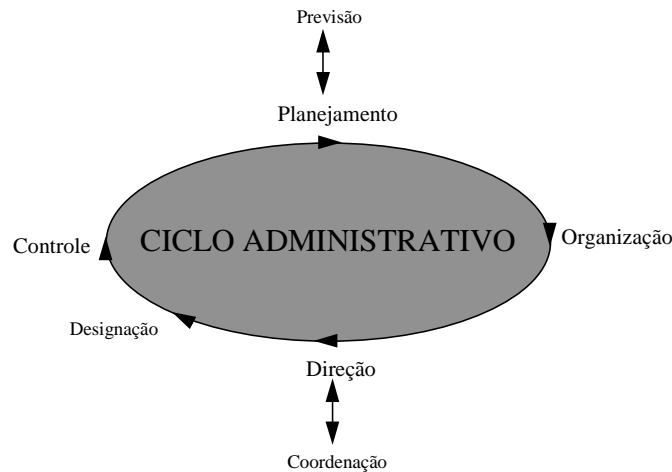 Previsão
Planejamento
CICLO ADMINISTRATIVO
Organização
Controle
Designação
Direção
Coordenação